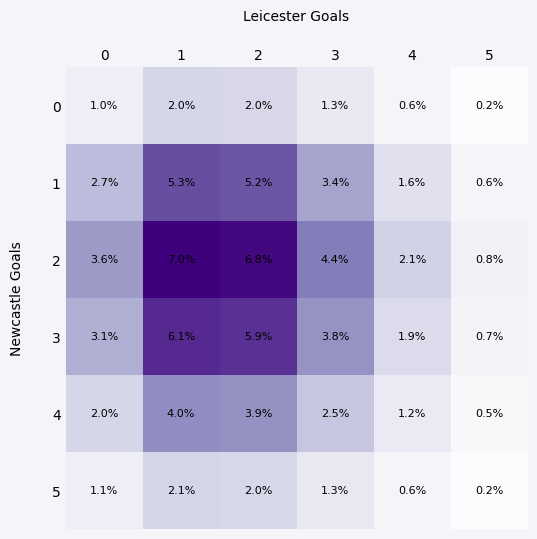 Leicester Goals
0 1 2 3 4 5
0 1.0% 2.0% 2.0% 1.3% 0.6% 0.2%
1 2.7% 5.3% 5.2% 3.4% 1.6% 0.6%
2 3.6% 7.0% 6.8% 4.4% 2.1% 0.8%
3 3.1% 6.1% 5.9% 3.8% 1.9% 0.7%
4 2.0% 4.0% 3.9% 2.5% 1.2% 0.5%
5 1.1% 2.1% 2.0% 1.3% 0.6% 0.2%
Newcastle Goals